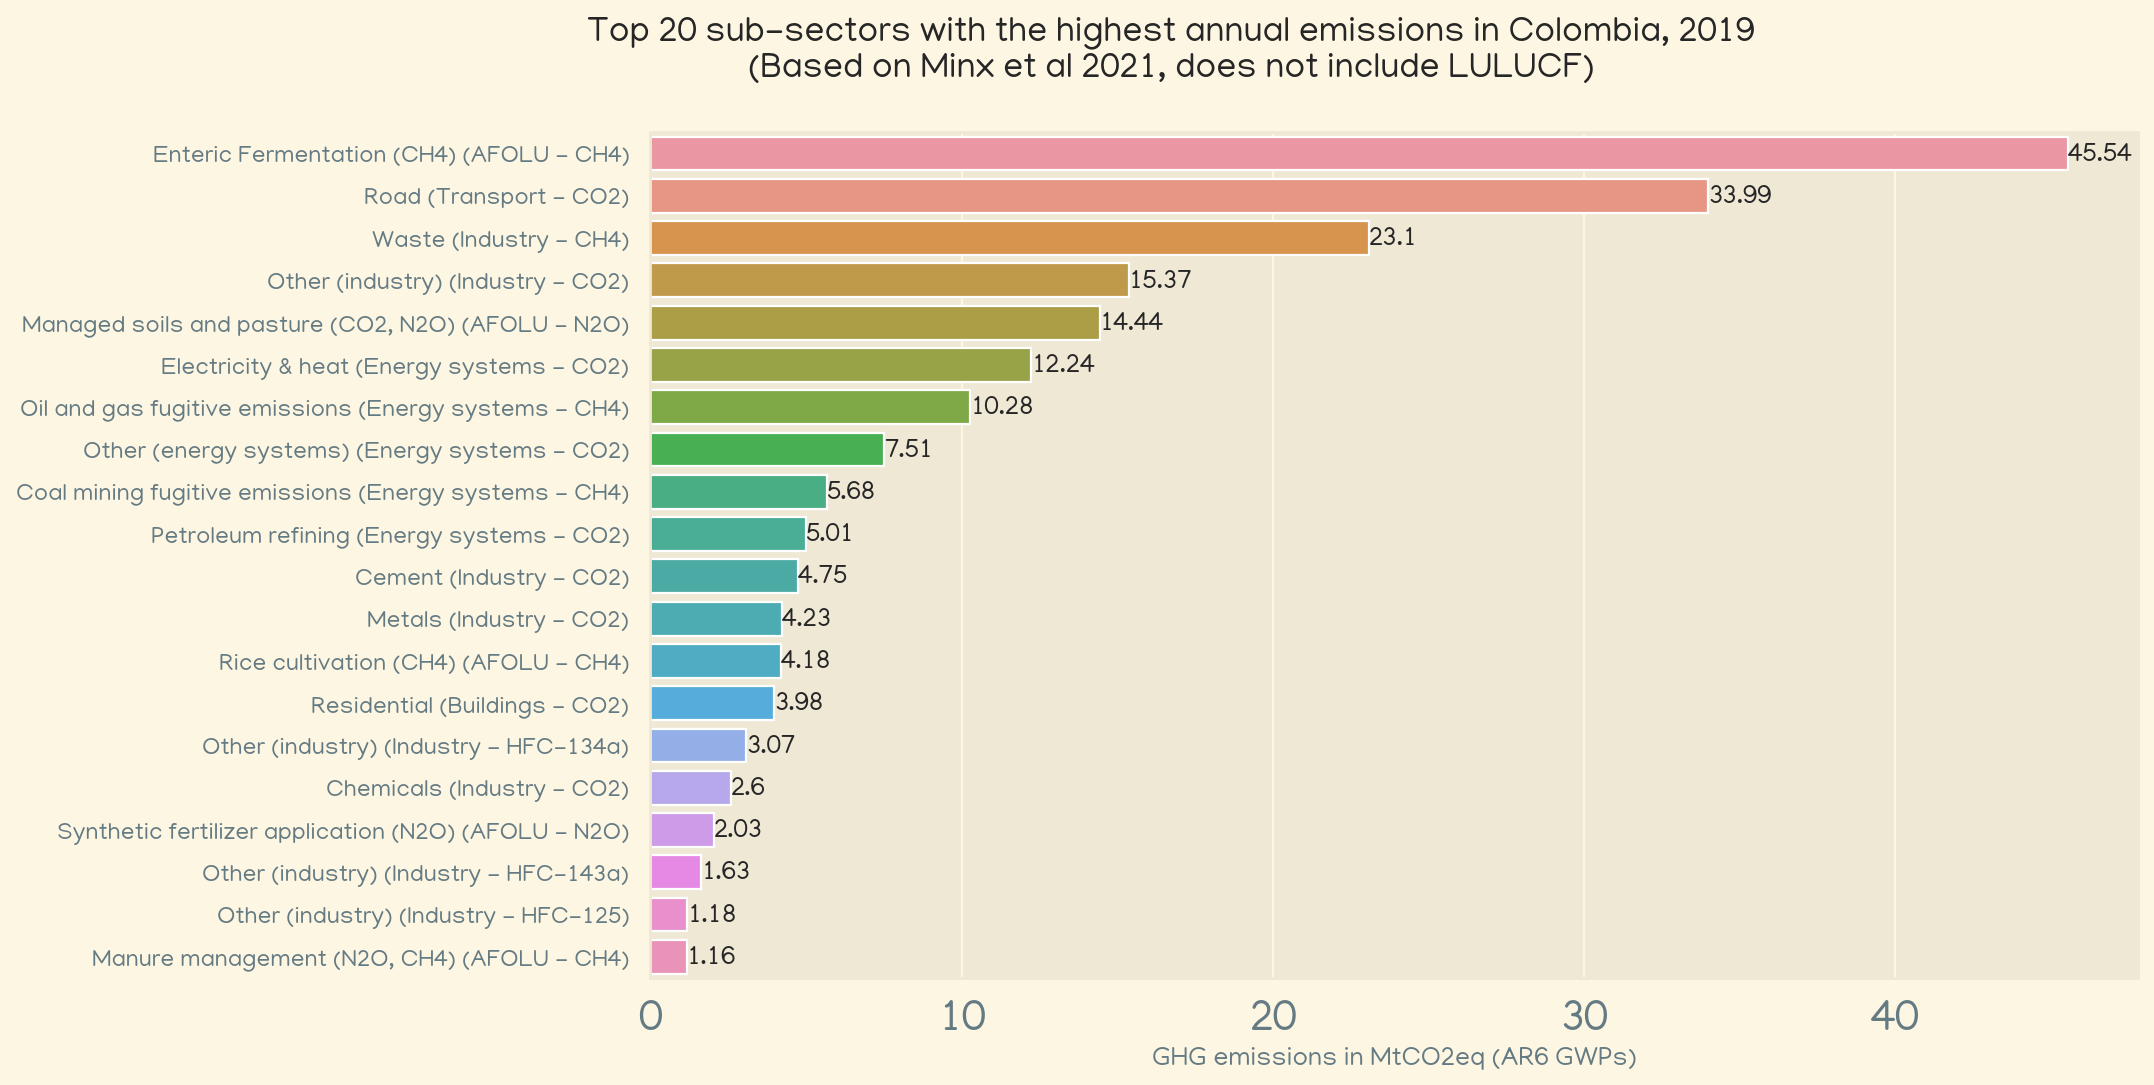 Top 20 sub-sectors with the highest annual emissions in Colombia, 2019
(Based on Minx et al 2021, does not include LULUCF)
Enteric Fermentation (CH4) (AFOLU - CH4) 45.54
Road (Transport - CO2) 33.99
Waste (Industry - CH4) 23.1
Other (industry) (Industry - CO2) 15.37
Managed soils and pasture (CO2, N2O) (AFOLU - N2O) 14.44
Electricity & heat (Energy systems - CO2) 12.24
Oil and gas fugitive emissions (Energy systems - CH4) 10.28
Other (energy systems) (Energy systems - CO2) 7.51
Coal mining fugitive emissions (Energy systems - CH4) 5.68
Petroleum refining (Energy systems - CO2) 5.01
Cement (Industry - CO2) 4.75
Metals (Industry - CO2) 4.23
Rice cultivation (CH4) (AFOLU - CH4) 4.18
Residential (Buildings - CO2) 3.98
Other (industry) (Industry - HFC-134a) 3.07
Chemicals (Industry - CO2) 2.6
Synthetic fertilizer application (N2O) (AFOLU - N2O) 2.03
Other (industry) (Industry - HFC-143a) 1.63
Other (industry) (Industry - HFC-125) 1.18
Manure management (N2O, CH4) (AFOLU - CH4) 1.16
0 10 20 30 40
GHG emissions in MtCO2eq (AR6 GWPs)